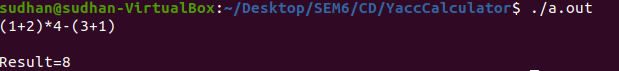 sudhan@sudhan-VirtualBox:~/Desktop/SEM6/CD/YaccCalculator$ ./a.out
(1+2)*4-(3+1)
Result=8